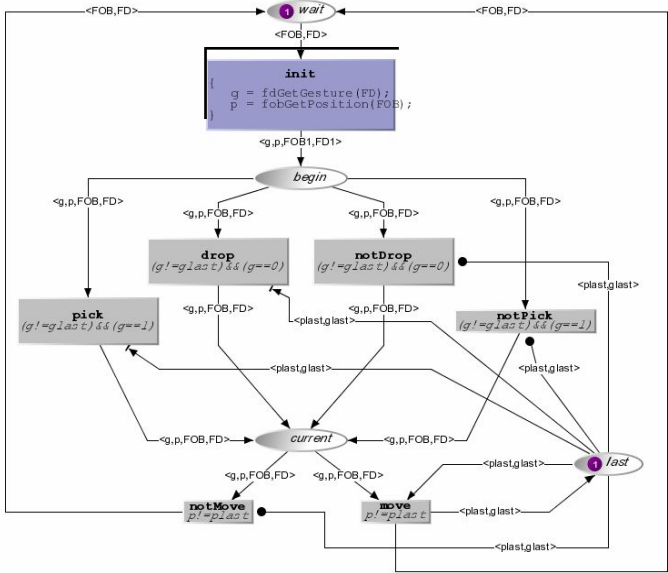 <FOB,FD>
1 wait
<FOB,FD>
<FOB,FD>
init
{
g = fdGetGesture(FD);
p = fobGetPosition(FOB);
}
<g,p,FOB1,FD1>
begin
<g,p,FOB,FD>
<g,p,FOB,FD>
<g,p,FOB,FD>
<g,p,FOB,FD>
drop
(g!=glast)&&(g==0)
notDrop
(g!=glast)&&(g==0)
<plast,glast>
pick
(g!=glast)&&(g==1)
<g,p,FOB,FD>
<plast,glast>
<g,p,FOB,FD>
notPick
(g!=glast)&&(g==1)
<plast,glast>
<plast,glast>
<g,p,FOB,FD>
current
<g,p,FOB,FD>
1 last
<g,p,FOB,FD>
<g,p,FOB,FD>
<plast,glast>
notMove
p!=plast
move
p!=plast
<plast,glast>
<plast,glast>